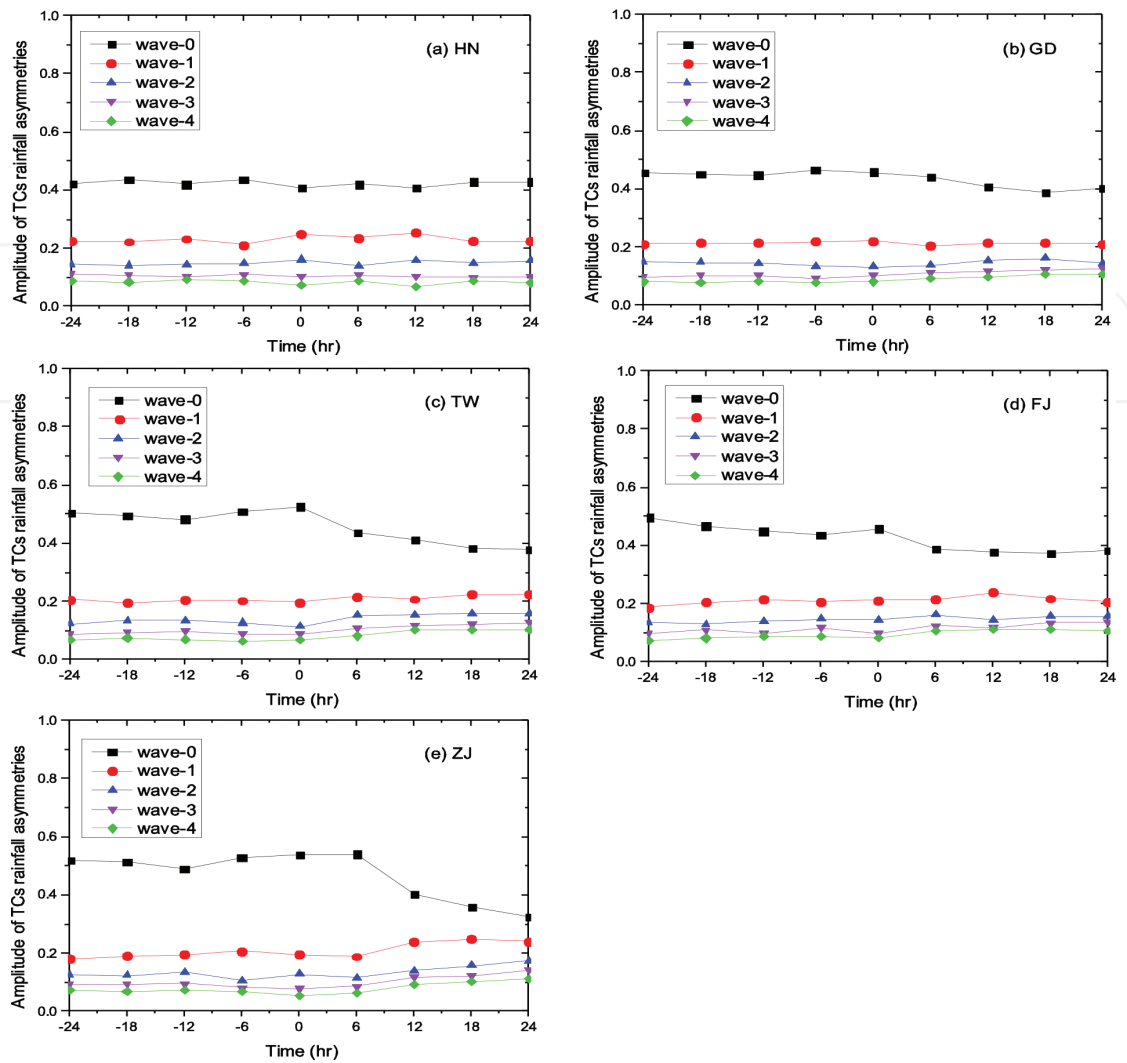 (a) HN
wave-0
wave-1
wave-2
wave-3
wave-4
Amplitude of TCs rainfall asymmetries
1.0
0.8
0.6
0.4
0.2
0.0
-24 -18 -12 -6 0 6 12 18 24
Time (hr)
(b) GD
wave-0
wave-1
wave-2
wave-3
wave-4
Amplitude of TCs rainfall asymmetries
1.0
0.8
0.6
0.4
0.2
0.0
-24 -18 -12 -6 0 6 12 18 24
Time (hr)
(c) TW
wave-0
wave-1
wave-2
wave-3
wave-4
Amplitude of TCs rainfall asymmetries
1.0
0.8
0.6
0.4
0.2
0.0
-24 -18 -12 -6 0 6 12 18 24
Time (hr)
(d) FJ
wave-0
wave-1
wave-2
wave-3
wave-4
Amplitude of TCs rainfall asymmetries
1.0
0.8
0.6
0.4
0.2
0.0
-24 -18 -12 -6 0 6 12 18 24
Time (hr)
(e) ZJ
wave-0
wave-1
wave-2
wave-3
wave-4
Amplitude of TCs rainfall asymmetries
1.0
0.8
0.6
0.4
0.2
0.0
-24 -18 -12 -6 0 6 12 18 24
Time (hr)